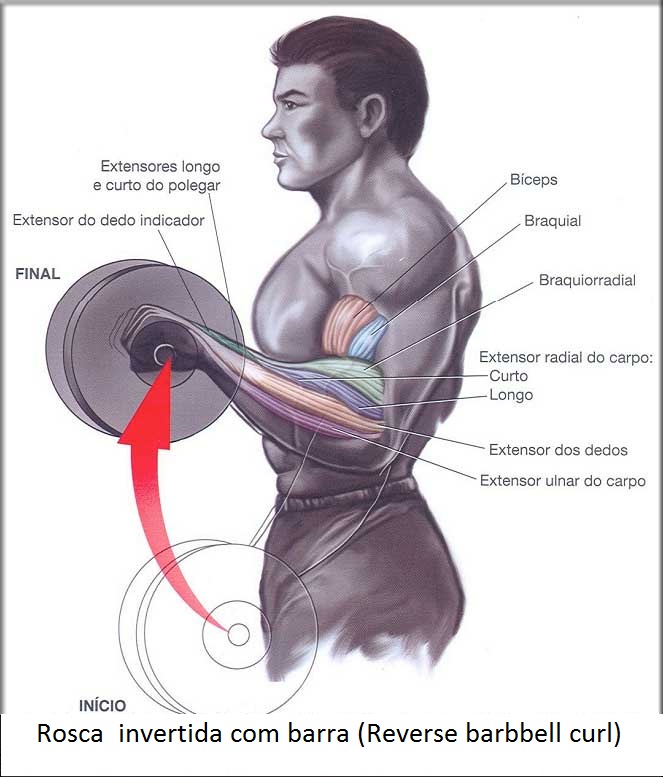 Extensores longo
e curto do polegar
Extensor do dedo indicador
FINAL
Bíceps
Braquial
Braquiorradial
Extensor radial do carpo:
Curto
Longo
Extensor dos dedos
Extensor ulnar do carpo
INÍCIO
Rosca  invertida com barra (Reverse barbbell curl)